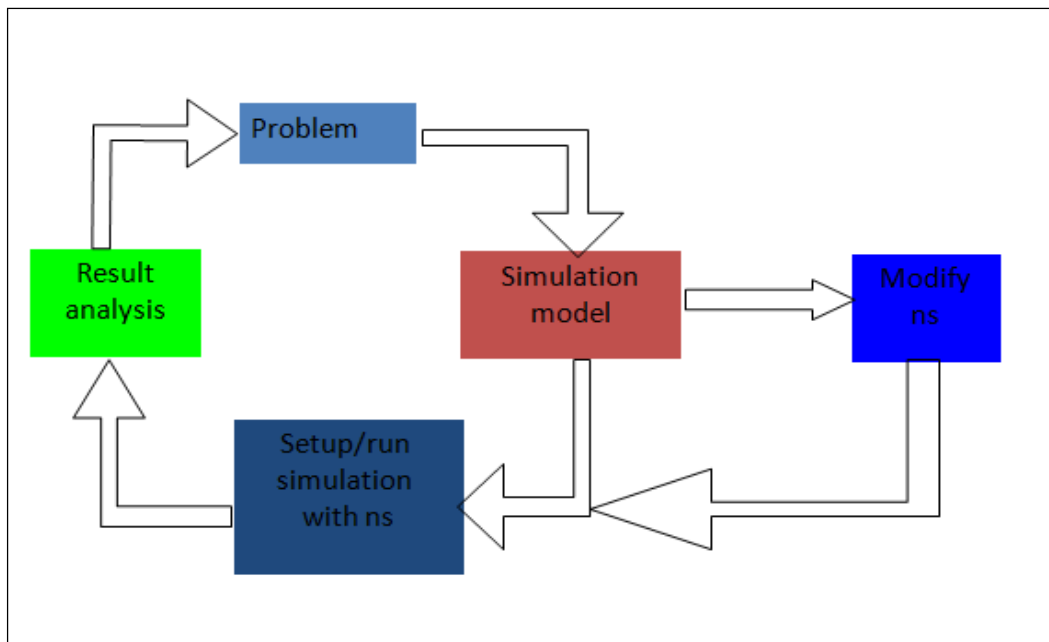 Problem
Result
analysis
Simulation
model
Modify
ns
Setup/run
simulation
with ns